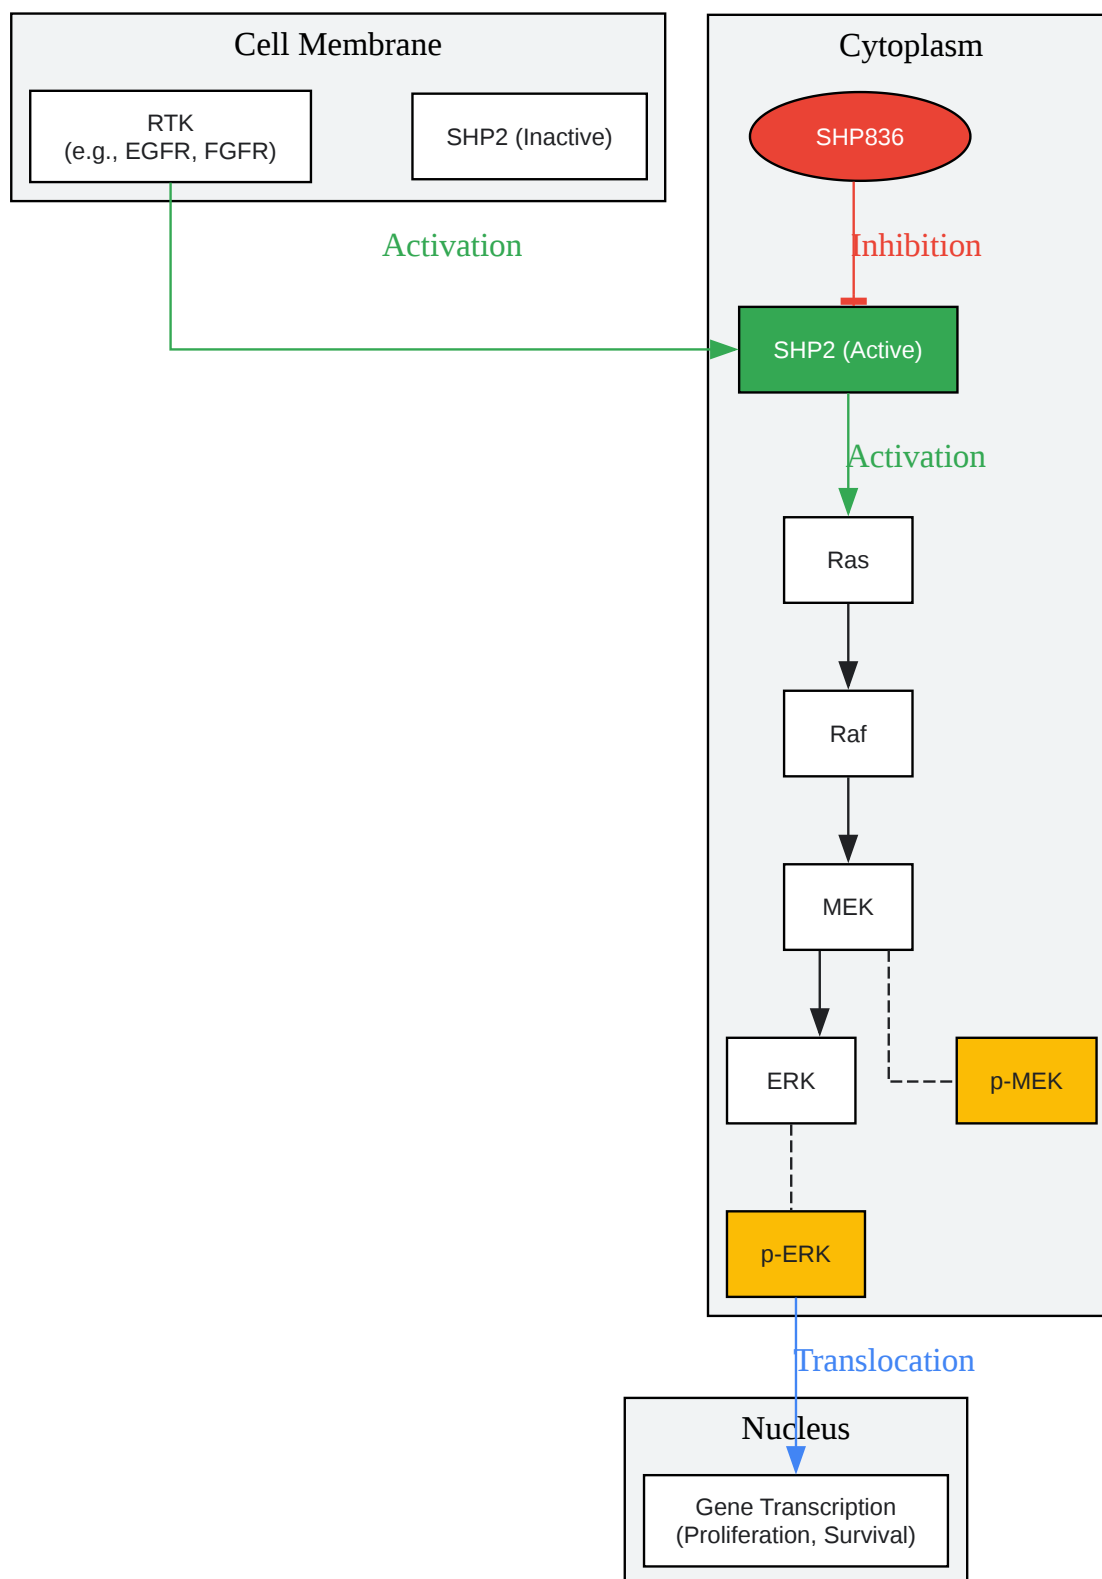 Cell Membrane
RTK
(e.g., EGFR, FGFR)
SHP2 (Inactive)
Cytoplasm
SHP836
Activation
Inhibition
SHP2 (Active)
Activation
Ras
Raf
MEK
ERK
p-MEK
p-ERK
Translocation
Nucleus
Gene Transcription
(Proliferation, Survival)